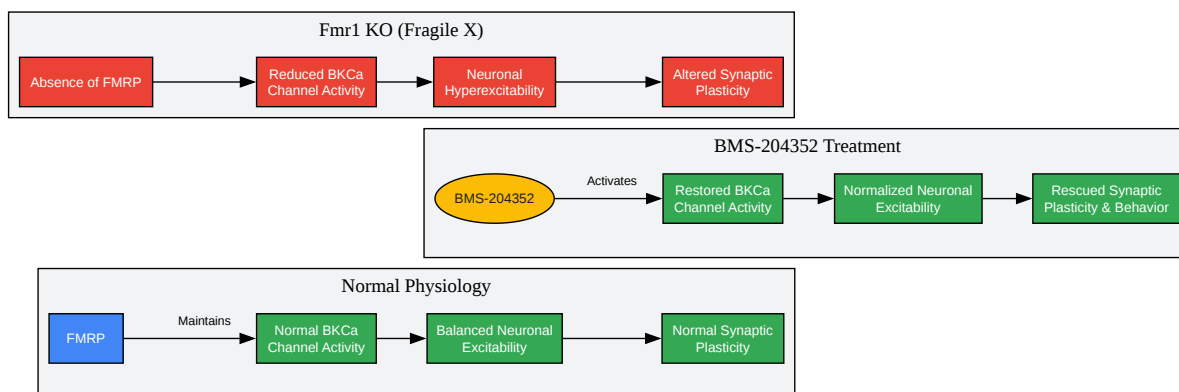 Fmr1 KO (Fragile X)
Absence of FMRP
Reduced BKCa
Channel Activity
Neuronal
Hyperexcitability
Altered Synaptic
Plasticity
BMS-204352 Treatment
BMS-204352
Activates
Restored BKCa
Channel Activity
Normalized Neuronal
Excitability
Rescued Synaptic
Plasticity & Behavior
Normal Physiology
FMRP
Maintains
Normal BKCa
Channel Activity
Balanced Neuronal
Excitability
Normal Synaptic
Plasticity